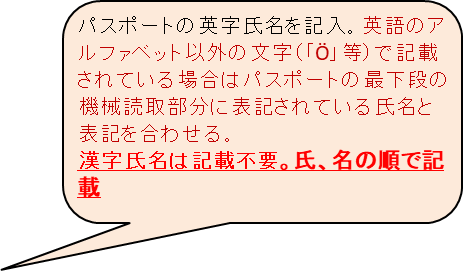 パスポートの英字氏名を記入。英語のア
ルファベット以外の文字（「Ö」等）で記載
されている場合はパスポートの最下段の
機械読取部分に表記されている氏名と
表記を合わせる。
漢字氏名は記載不要。氏、名の順で記
載